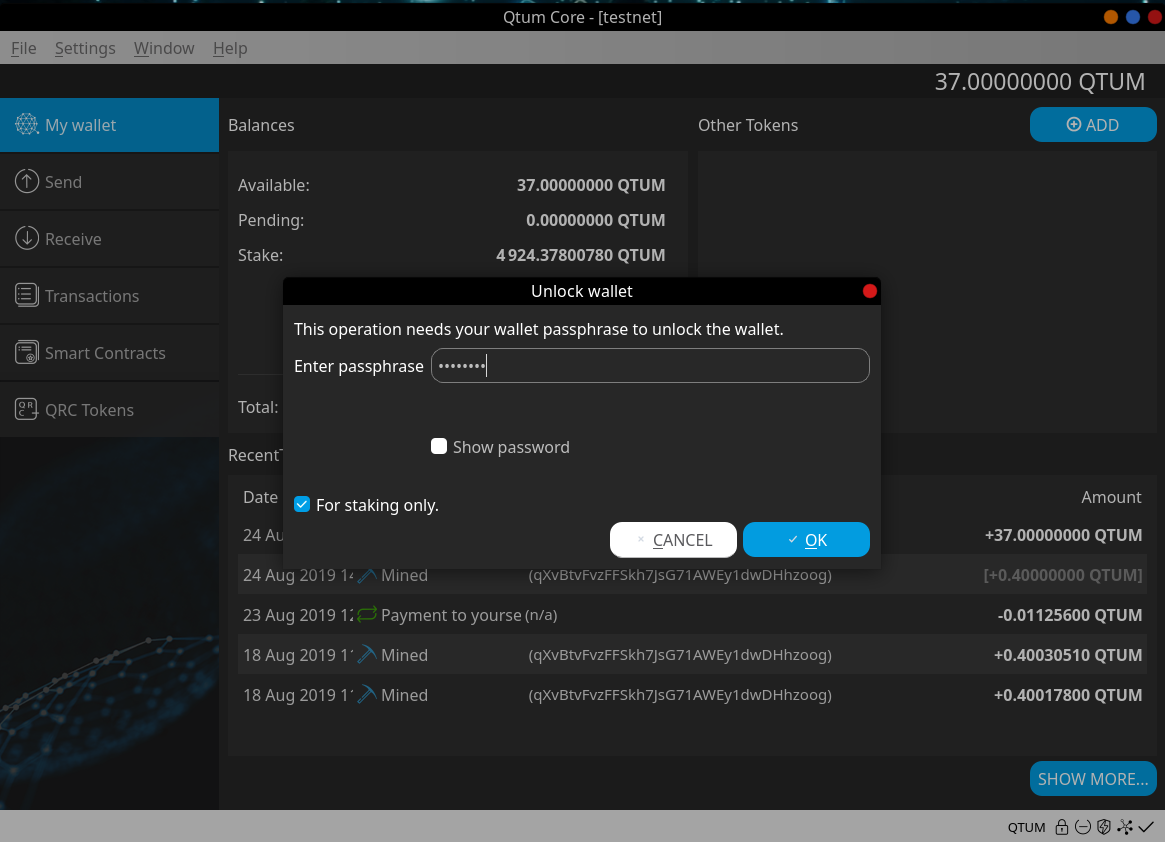 Qtum Core - [testnet]
File Settings Window Help
37.00000000 QTUM
My wallet
Send
Receive
Transactions
Smart Contracts
QRC Tokens
Balances
Available: 37.00000000 QTUM
Pending: 0.00000000 QTUM
Stake: 4 924.37800780 QTUM
Total:
Other Tokens
ADD
Unlock wallet
This operation needs your wallet passphrase to unlock the wallet.
Enter passphrase ••••••••
Show password
For staking only.
CANCEL OK
Recent
Date Amount
24 Au +37.00000000 QTUM
24 Aug 2019 1 Mined (qXvBtvFvzFFSkh7JsG71AWEy1dwDHhzoog) [+0.40000000 QTUM]
23 Aug 2019 1 Payment to yourse (n/a) -0.01125600 QTUM
18 Aug 2019 1 Mined (qXvBtvFvzFFSkh7JsG71AWEy1dwDHhzoog) +0.40030510 QTUM
18 Aug 2019 1 Mined (qXvBtvFvzFFSkh7JsG71AWEy1dwDHhzoog) +0.40017800 QTUM
SHOW MORE...
QTUM